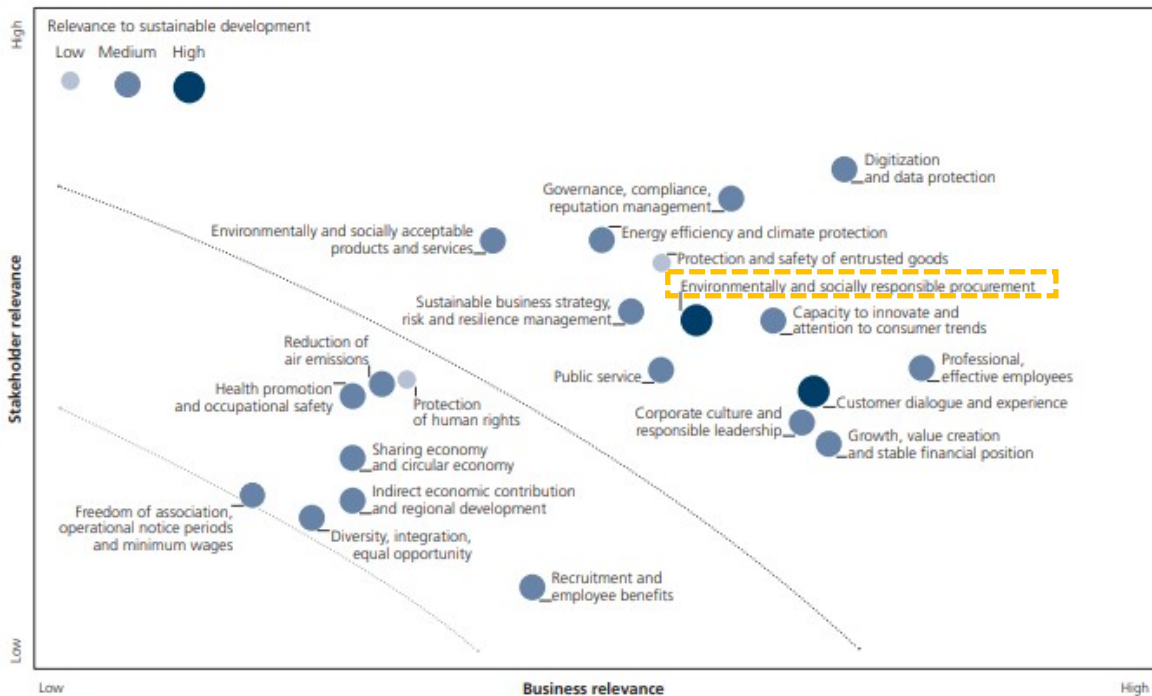 High
Relevance to sustainable development
Low Medium High
Digitization
and data protection
Governance, compliance,
reputation management
Environmentally and socially acceptable
products and services
Energy efficiency and climate protection
Protection and safety of entrusted goods
Environmentally and socially responsible procurement
Sustainable business strategy,
risk and resilience management
Capacity to innovate and
attention to consumer trends
Reduction of
air emissions
Public service
Professional,
effective employees
Health promotion
and occupational safety
Protection
of human rights
Customer dialogue and experience
Corporate culture and
responsible leadership
Growth, value creation
and stable financial position
Sharing economy
and circular economy
Indirect economic contribution
and regional development
Freedom of association,
operational notice periods
and minimum wages
Diversity, integration,
equal opportunity
Recruitment and
employee benefits
Stakeholder relevance
Low
Low
Business relevance
High